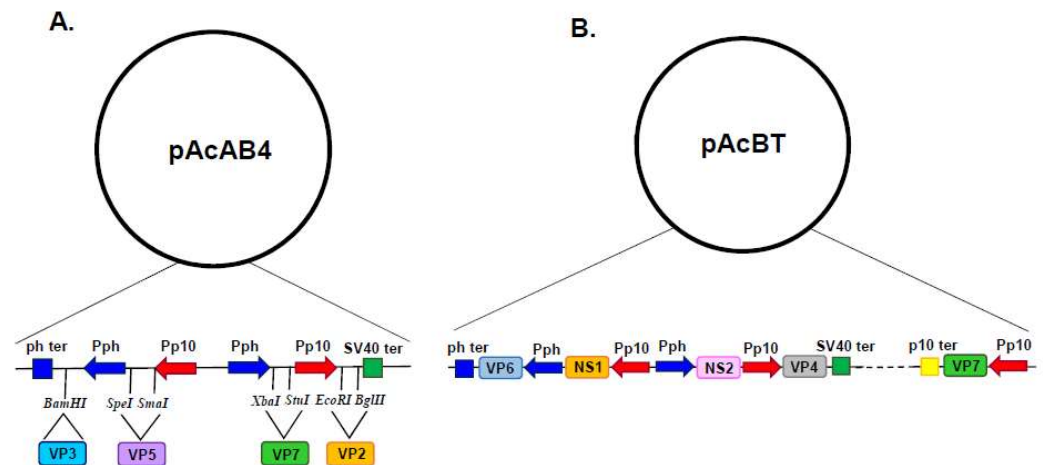 A.
pAcAB4
ph ter Pph Pp10 Pph Pp10 SV40 ter
BamHI SpeI SmaI XbaI StuI EcoRI BglII
VP3 VP5 VP7 VP2
B.
pAcBT
ph ter Pph Pp10 Pph Pp10 SV40 ter p10 ter Pp10
VP6 NS1 NS2 VP4 VP7